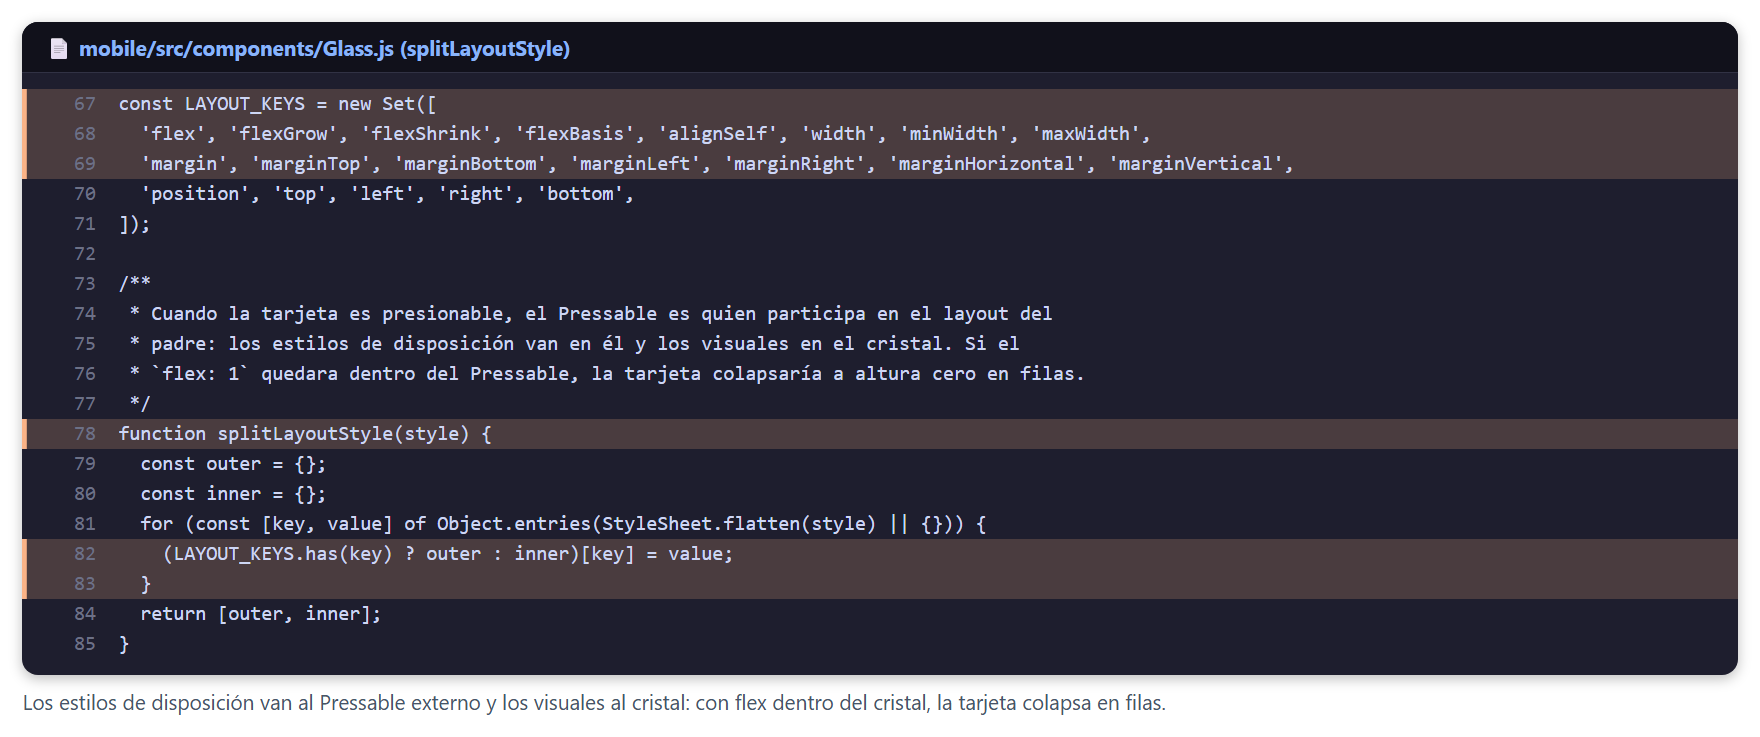 mobile/src/components/Glass.js (splitLayoutStyle)
67 const LAYOUT_KEYS = new Set([
68   'flex', 'flexGrow', 'flexShrink', 'flexBasis', 'alignSelf', 'width', 'minWidth', 'maxWidth',
69   'margin', 'marginTop', 'marginBottom', 'marginLeft', 'marginRight', 'marginHorizontal', 'marginVertical',
70   'position', 'top', 'left', 'right', 'bottom',
71 ]);
72
73 /**
74  * Cuando la tarjeta es presionable, el Pressable es quien participa en el layout del
75  * padre: los estilos de disposición van en él y los visuales en el cristal. Si el
76  * `flex: 1` quedara dentro del Pressable, la tarjeta colapsaría a altura cero en filas.
77  */
78 function splitLayoutStyle(style) {
79   const outer = {};
80   const inner = {};
81   for (const [key, value] of Object.entries(StyleSheet.flatten(style) || {})) {
82     (LAYOUT_KEYS.has(key) ? outer : inner)[key] = value;
83   }
84   return [outer, inner];
85 }
Los estilos de disposición van al Pressable externo y los visuales al cristal: con flex dentro del cristal, la tarjeta colapsa en filas.